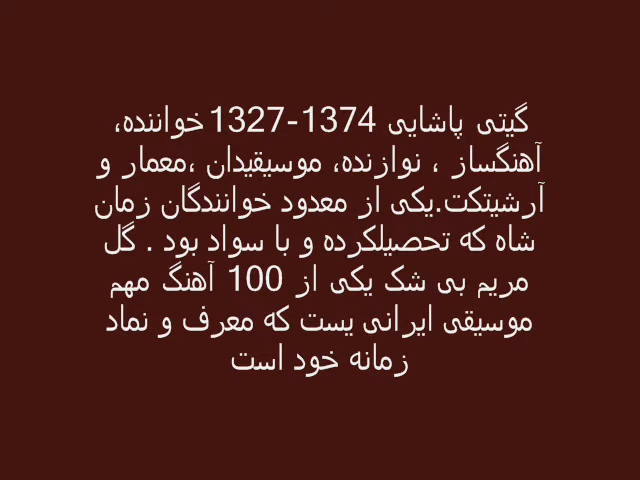 گیتی پاشایی 1374-1327خواننده،
آهنگساز ، نوازنده، موسیقیدان ،معمار و
آرشیتکت.یکی از معدود خوانندگان زمان
شاه که تحصیلکرده و با سواد بود . گل
مریم بی شک یکی از 100 آهنگ مهم
موسیقی ایرانی یست که معرف و نماد
زمانه خود است